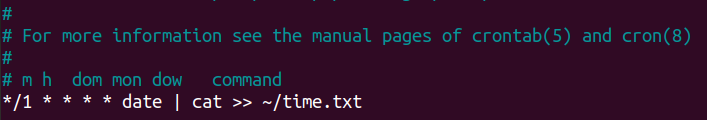 #
# For more information see the manual pages of crontab(5) and cron(8)
#
# m h  dom mon dow   command
*/1 * * * * date | cat >> ~/time.txt